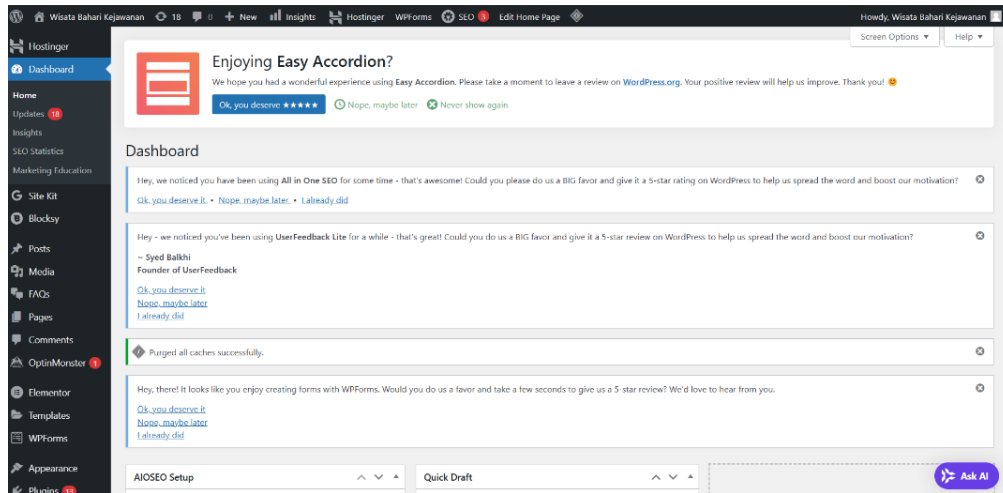 Wisata Bahari Kejawanan 18 0 New Insights Hostinger WPForms SEO 3 Edit Home Page Howdy, Wisata Bahari Kejawanan
Screen Options ▼ Help ▼
Hostinger
Dashboard
Home
Updates 18
Insights
SEO Statistics
Marketing Education
Site Kit
Blocksy
Posts
Media
FAQs
Pages
Comments
OptinMonster 1
Elementor
Templates
WPForms
Appearance
Plugins 13
Enjoying Easy Accordion?
We hope you had a wonderful experience using Easy Accordion. Please take a moment to leave a review on WordPress.org. Your positive review will help us improve. Thank you! 😊
Ok, you deserve ★★★★★ Nope, maybe later Never show again
Dashboard
Hey, we noticed you have been using All in One SEO for some time - that's awesome! Could you please do us a BIG favor and give it a 5-star rating on WordPress to help us spread the word and boost our motivation?
Ok, you deserve it • Nope, maybe later • I already did
Hey - we noticed you've been using UserFeedback Lite for a while - that's great! Could you do us a BIG favor and give it a 5-star review on WordPress to help us spread the word and boost our motivation?
~ Syed Balkhi
Founder of UserFeedback
Ok, you deserve it
Nope, maybe later
I already did
Purged all caches successfully.
Hey, there! It looks like you enjoy creating forms with WPForms. Would you do us a favor and take a few seconds to give us a 5-star review? We'd love to hear from you.
Ok, you deserve it
Nope, maybe later
I already did
AIOSEO Setup
Quick Draft
Ask AI